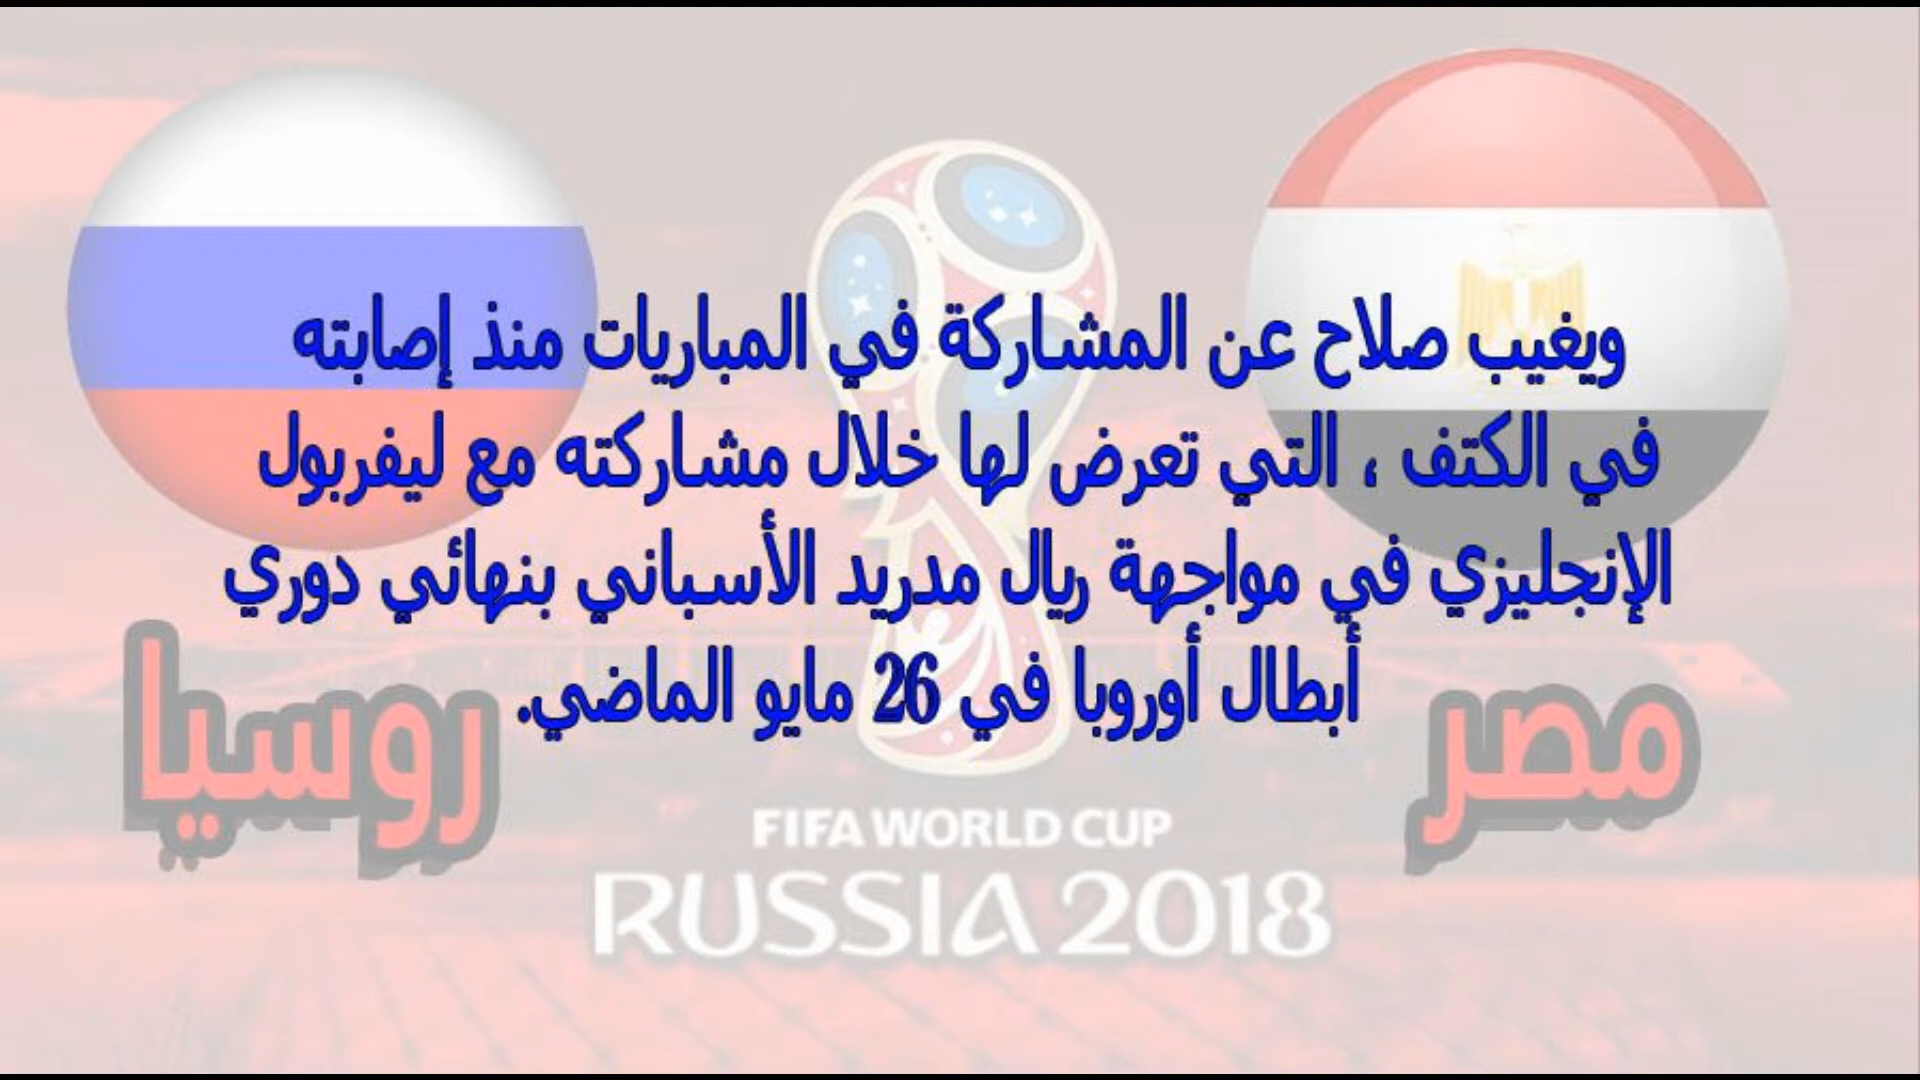 ويغيب صلاح عن المشاركة في المباريات منذ إصابته
في الكتف ، التي تعرض لها خلال مشاركته مع ليفربول
الإنجليزي في مواجهة ريال مدريد الأسباني بنهائي دوري
أبطال أوروبا في 26 مايو الماضي.
مصر
روسيا
FIFA WORLD CUP
RUSSIA 2018